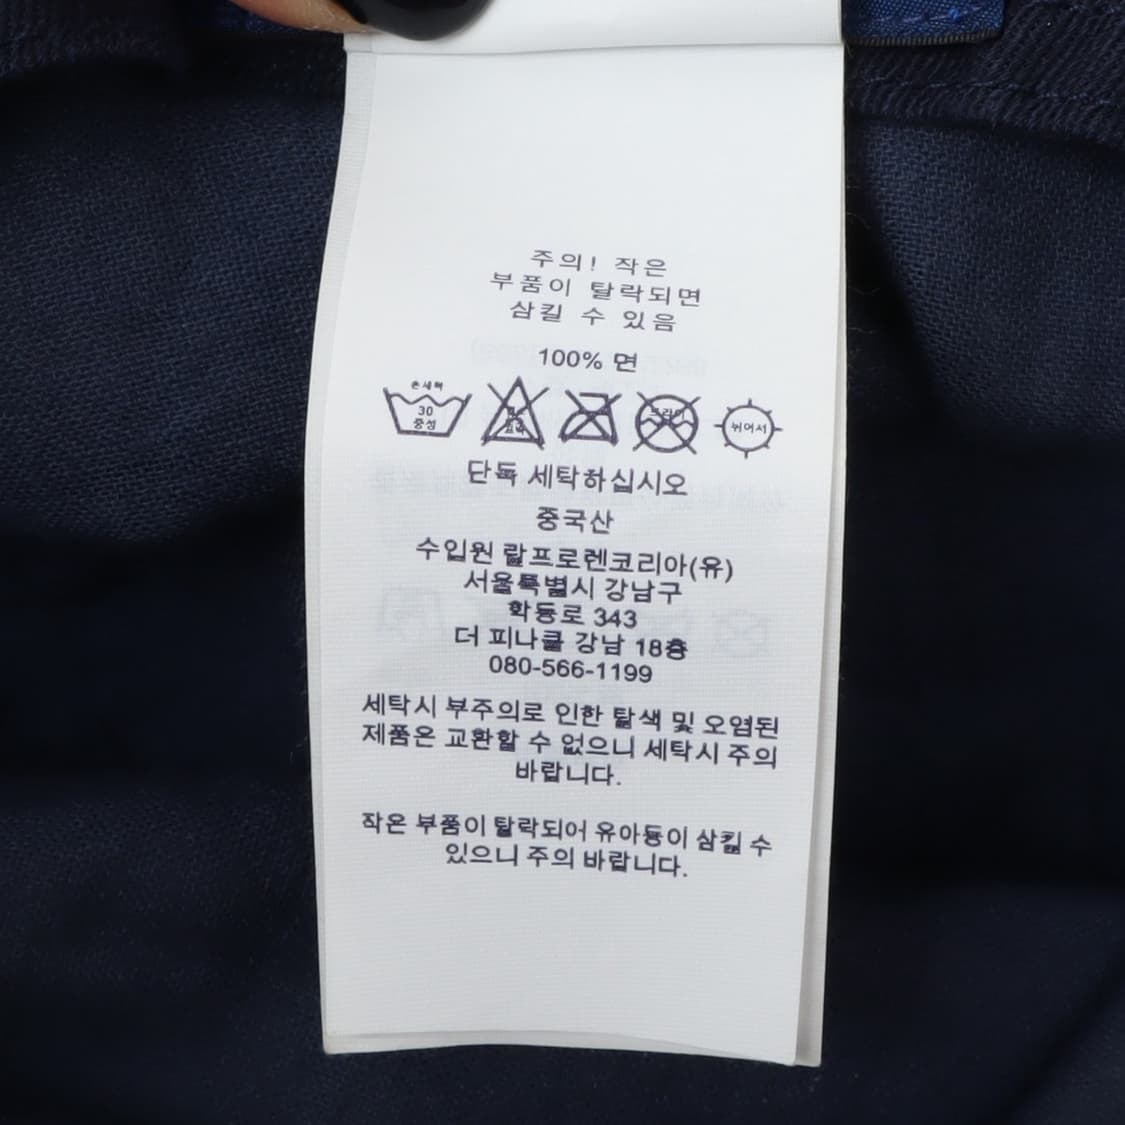 주의! 작은
부품이 탈락되면
삼킬 수 있음
100% 면
손세탁
30
중성
염소
표백
드라이
뉘어서
단독 세탁하십시오
중국산
수입원 랄프로렌코리아(유)
서울특별시 강남구
학동로 343
더 피나클 강남 18층
080-566-1199
세탁시 부주의로 인한 탈색 및 오염된
제품은 교환할 수 없으니 세탁시 주의
바랍니다.
작은 부품이 탈락되어 유아등이 삼킬 수
있으니 주의 바랍니다.